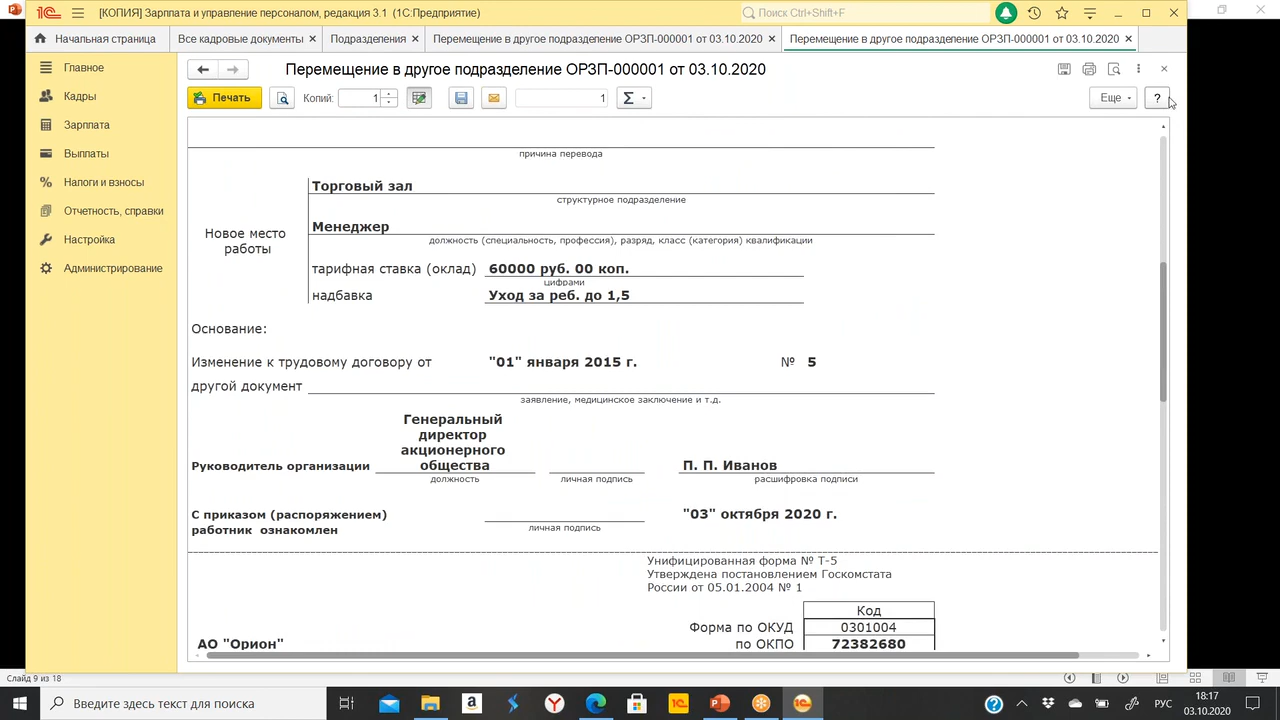 [КОПИЯ] Зарплата и управление персоналом, редакция 3.1 (1С:Предприятие)
Поиск Ctrl+Shift+F
Начальная страница
Все кадровые документы
Подразделения
Перемещение в другое подразделение ОРЗП-000001 от 03.10.2020
Перемещение в другое подразделение ОРЗП-000001 от 03.10.2020
Главное
Кадры
Зарплата
Выплаты
Налоги и взносы
Отчетность, справки
Настройка
Администрирование
Перемещение в другое подразделение ОРЗП-000001 от 03.10.2020
Печать
Копий: 1
1
Σ
Еще
?
причина перевода
Новое место работы
Торговый зал
структурное подразделение
Менеджер
должность (специальность, профессия), разряд, класс (категория) квалификации
тарифная ставка (оклад) 60000 руб. 00 коп.
цифрами
надбавка Уход за реб. до 1,5
Основание:
Изменение к трудовому договору от "01" января 2015 г. № 5
другой документ
заявление, медицинское заключение и т.д.
Генеральный
директор
акционерного
общества
Руководитель организации П. П. Иванов
должность личная подпись расшифровка подписи
С приказом (распоряжением)
работник ознакомлен
"03" октября 2020 г.
личная подпись
Унифицированная форма № Т-5
Утверждена постановлением Госкомстата
России от 05.01.2004 № 1
Код
Форма по ОКУД 0301004
АО "Орион" по ОКПО 72382680
Слайд 9 из 18
Введите здесь текст для поиска
РУС
18:17
03.10.2020